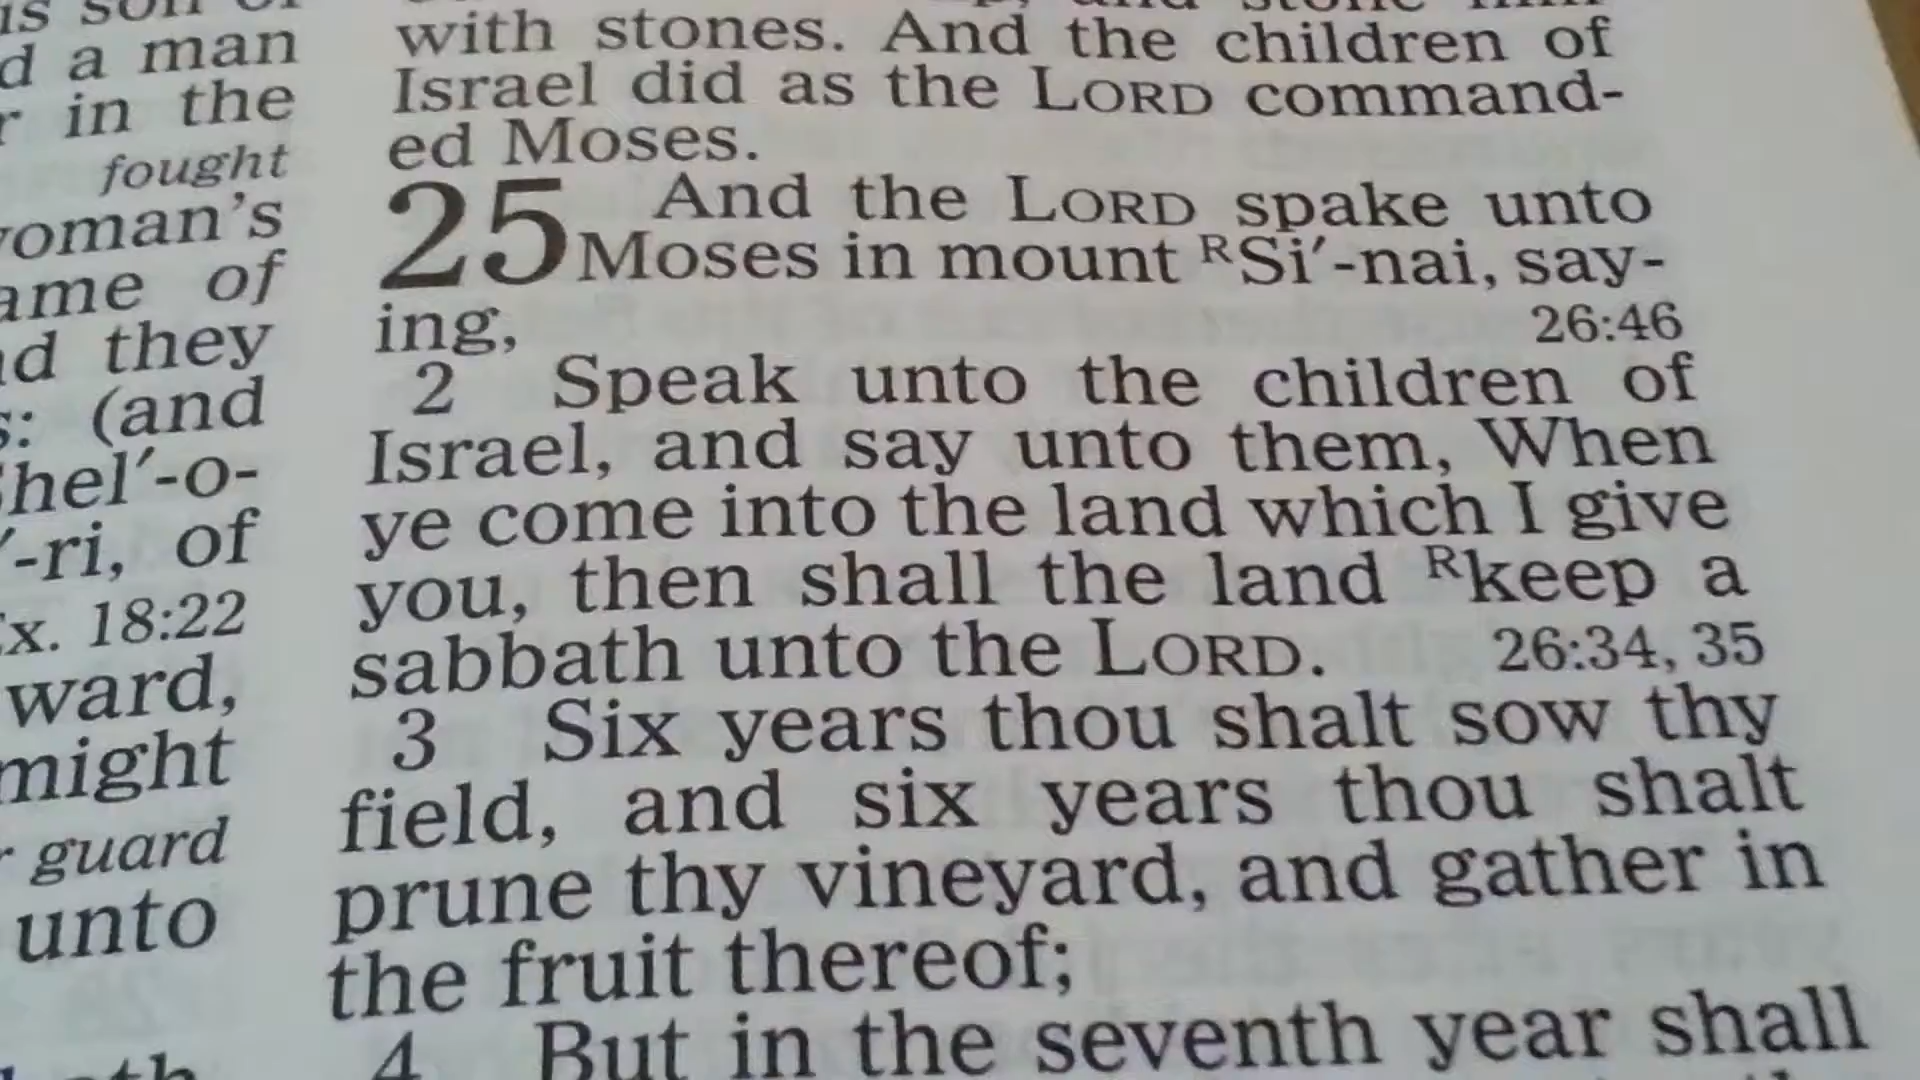 d a man
in the
fought
woman's
ame of
nd they
s: (and
hel′-o-
′-ri, of
x. 18:22
ward,
might
guard
unto
with stones. And the children of
Israel did as the LORD command-
ed Moses.
25 And the LORD spake unto
Moses in mount ᴿSi′-nai, say-
ing, 26:46
2 Speak unto the children of
Israel, and say unto them, When
ye come into the land which I give
you, then shall the land ᴿkeep a
sabbath unto the LORD. 26:34, 35
3 Six years thou shalt sow thy
field, and six years thou shalt
prune thy vineyard, and gather in
the fruit thereof;
4 But in the seventh year shall